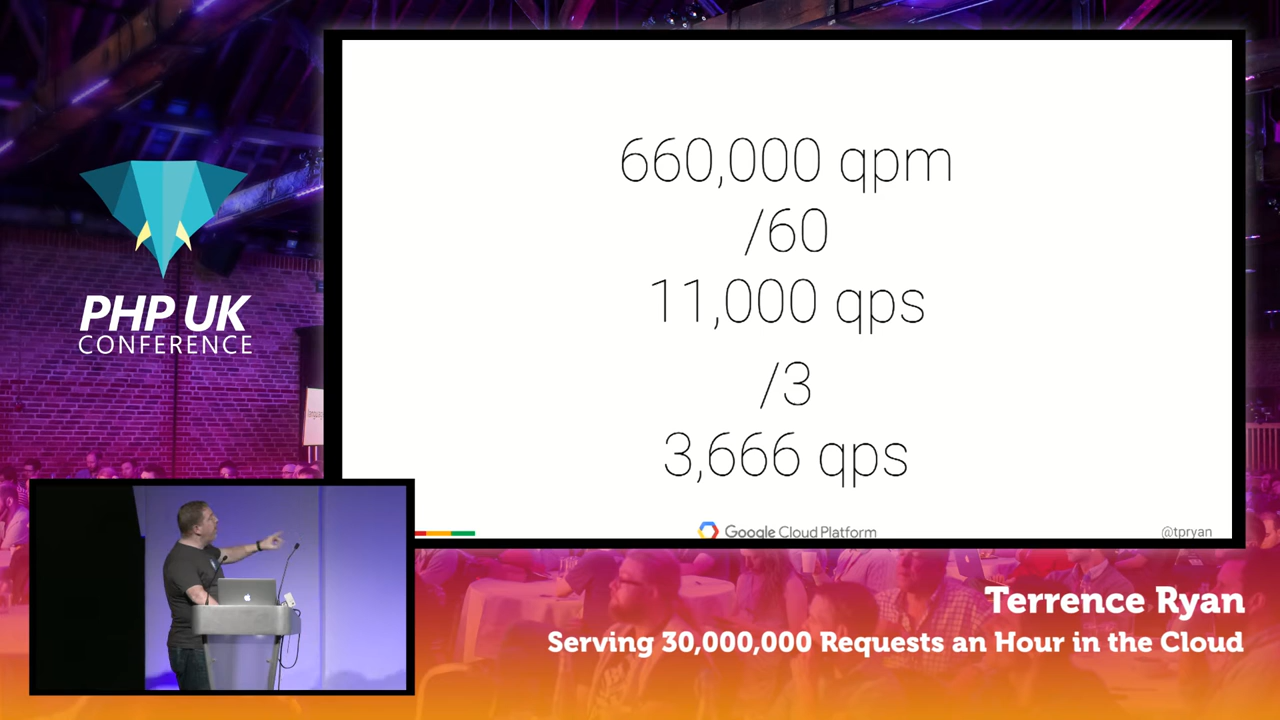 660,000 qpm
/60
11,000 qps
/3
3,666 qps
Google Cloud Platform
@tpryan
PHP UK
CONFERENCE
Terrence Ryan
Serving 30,000,000 Requests an Hour in the Cloud